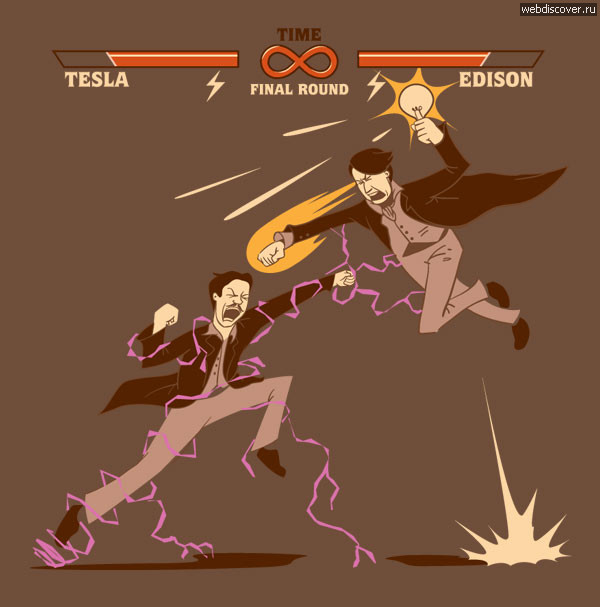 webdiscover.ru
TIME
TESLA
FINAL ROUND
EDISON